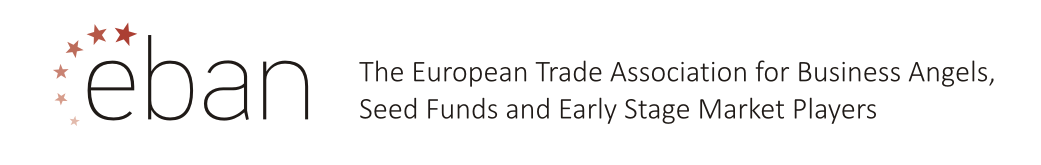 eban
The European Trade Association for Business Angels,
Seed Funds and Early Stage Market Players